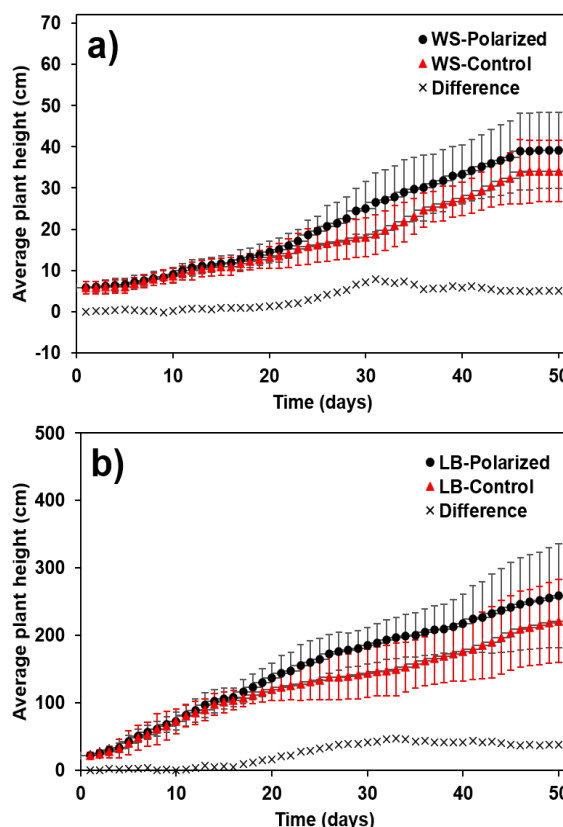 a)
WS-Polarized
WS-Control
Difference
Average plant height (cm)
70
60
50
40
30
20
10
0
-10
0 10 20 30 40 50
Time (days)
b)
LB-Polarized
LB-Control
Difference
Average plant height (cm)
500
400
300
200
100
0
0 10 20 30 40 50
Time (days)